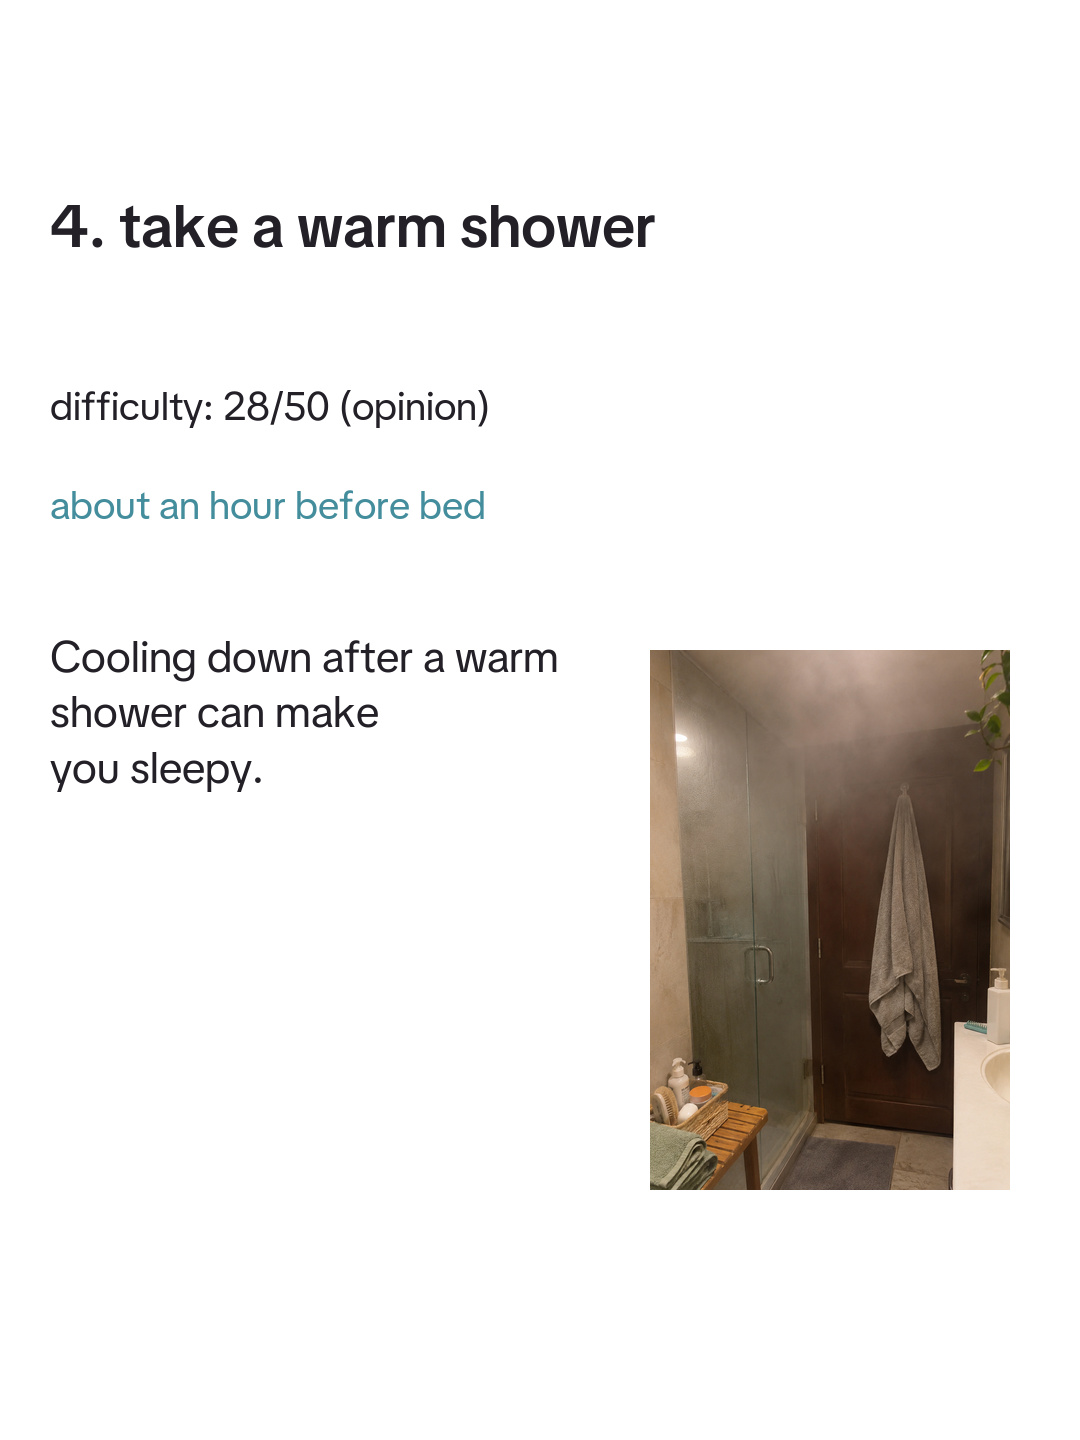 4. take a warm shower
difficulty: 28/50 (opinion)
about an hour before bed
Cooling down after a warm
shower can make
you sleepy.